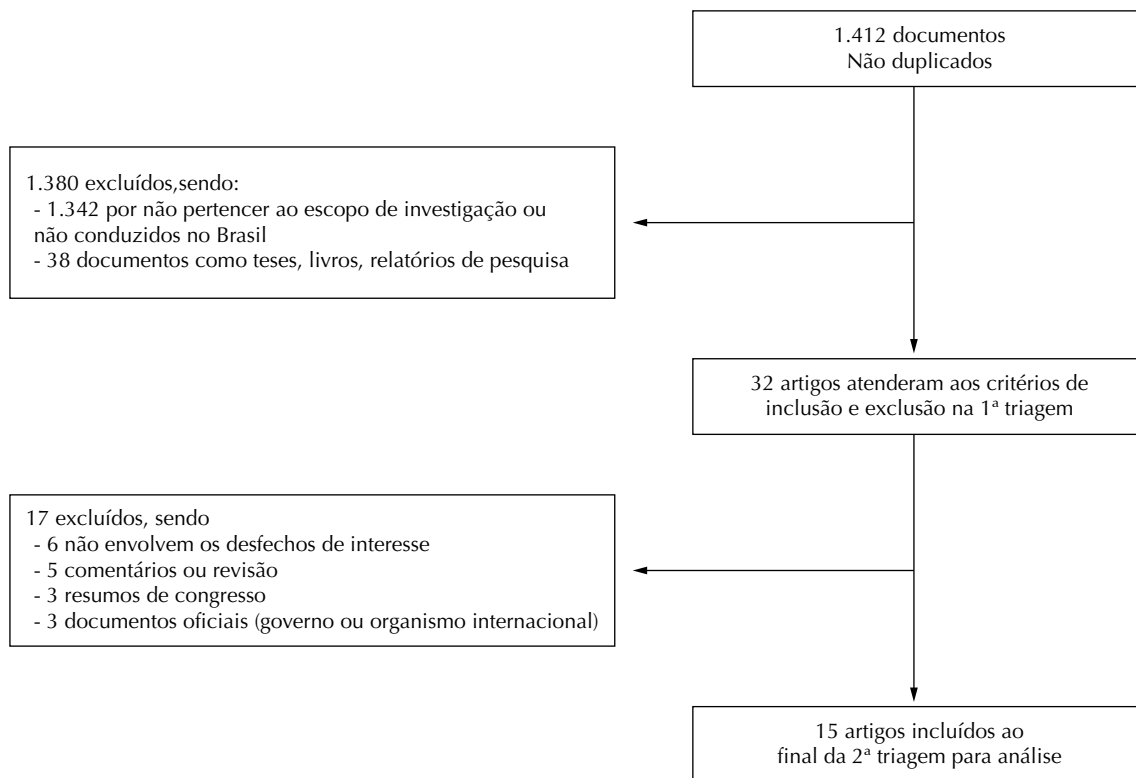 1.412 documentos
Não duplicados
1.380 excluídos,sendo:
- 1.342 por não pertencer ao escopo de investigação ou
não conduzidos no Brasil
- 38 documentos como teses, livros, relatórios de pesquisa
32 artigos atenderam aos critérios de
inclusão e exclusão na 1ª triagem
17 excluídos, sendo
- 6 não envolvem os desfechos de interesse
- 5 comentários ou revisão
- 3 resumos de congresso
- 3 documentos oficiais (governo ou organismo internacional)
15 artigos incluídos ao
final da 2ª triagem para análise